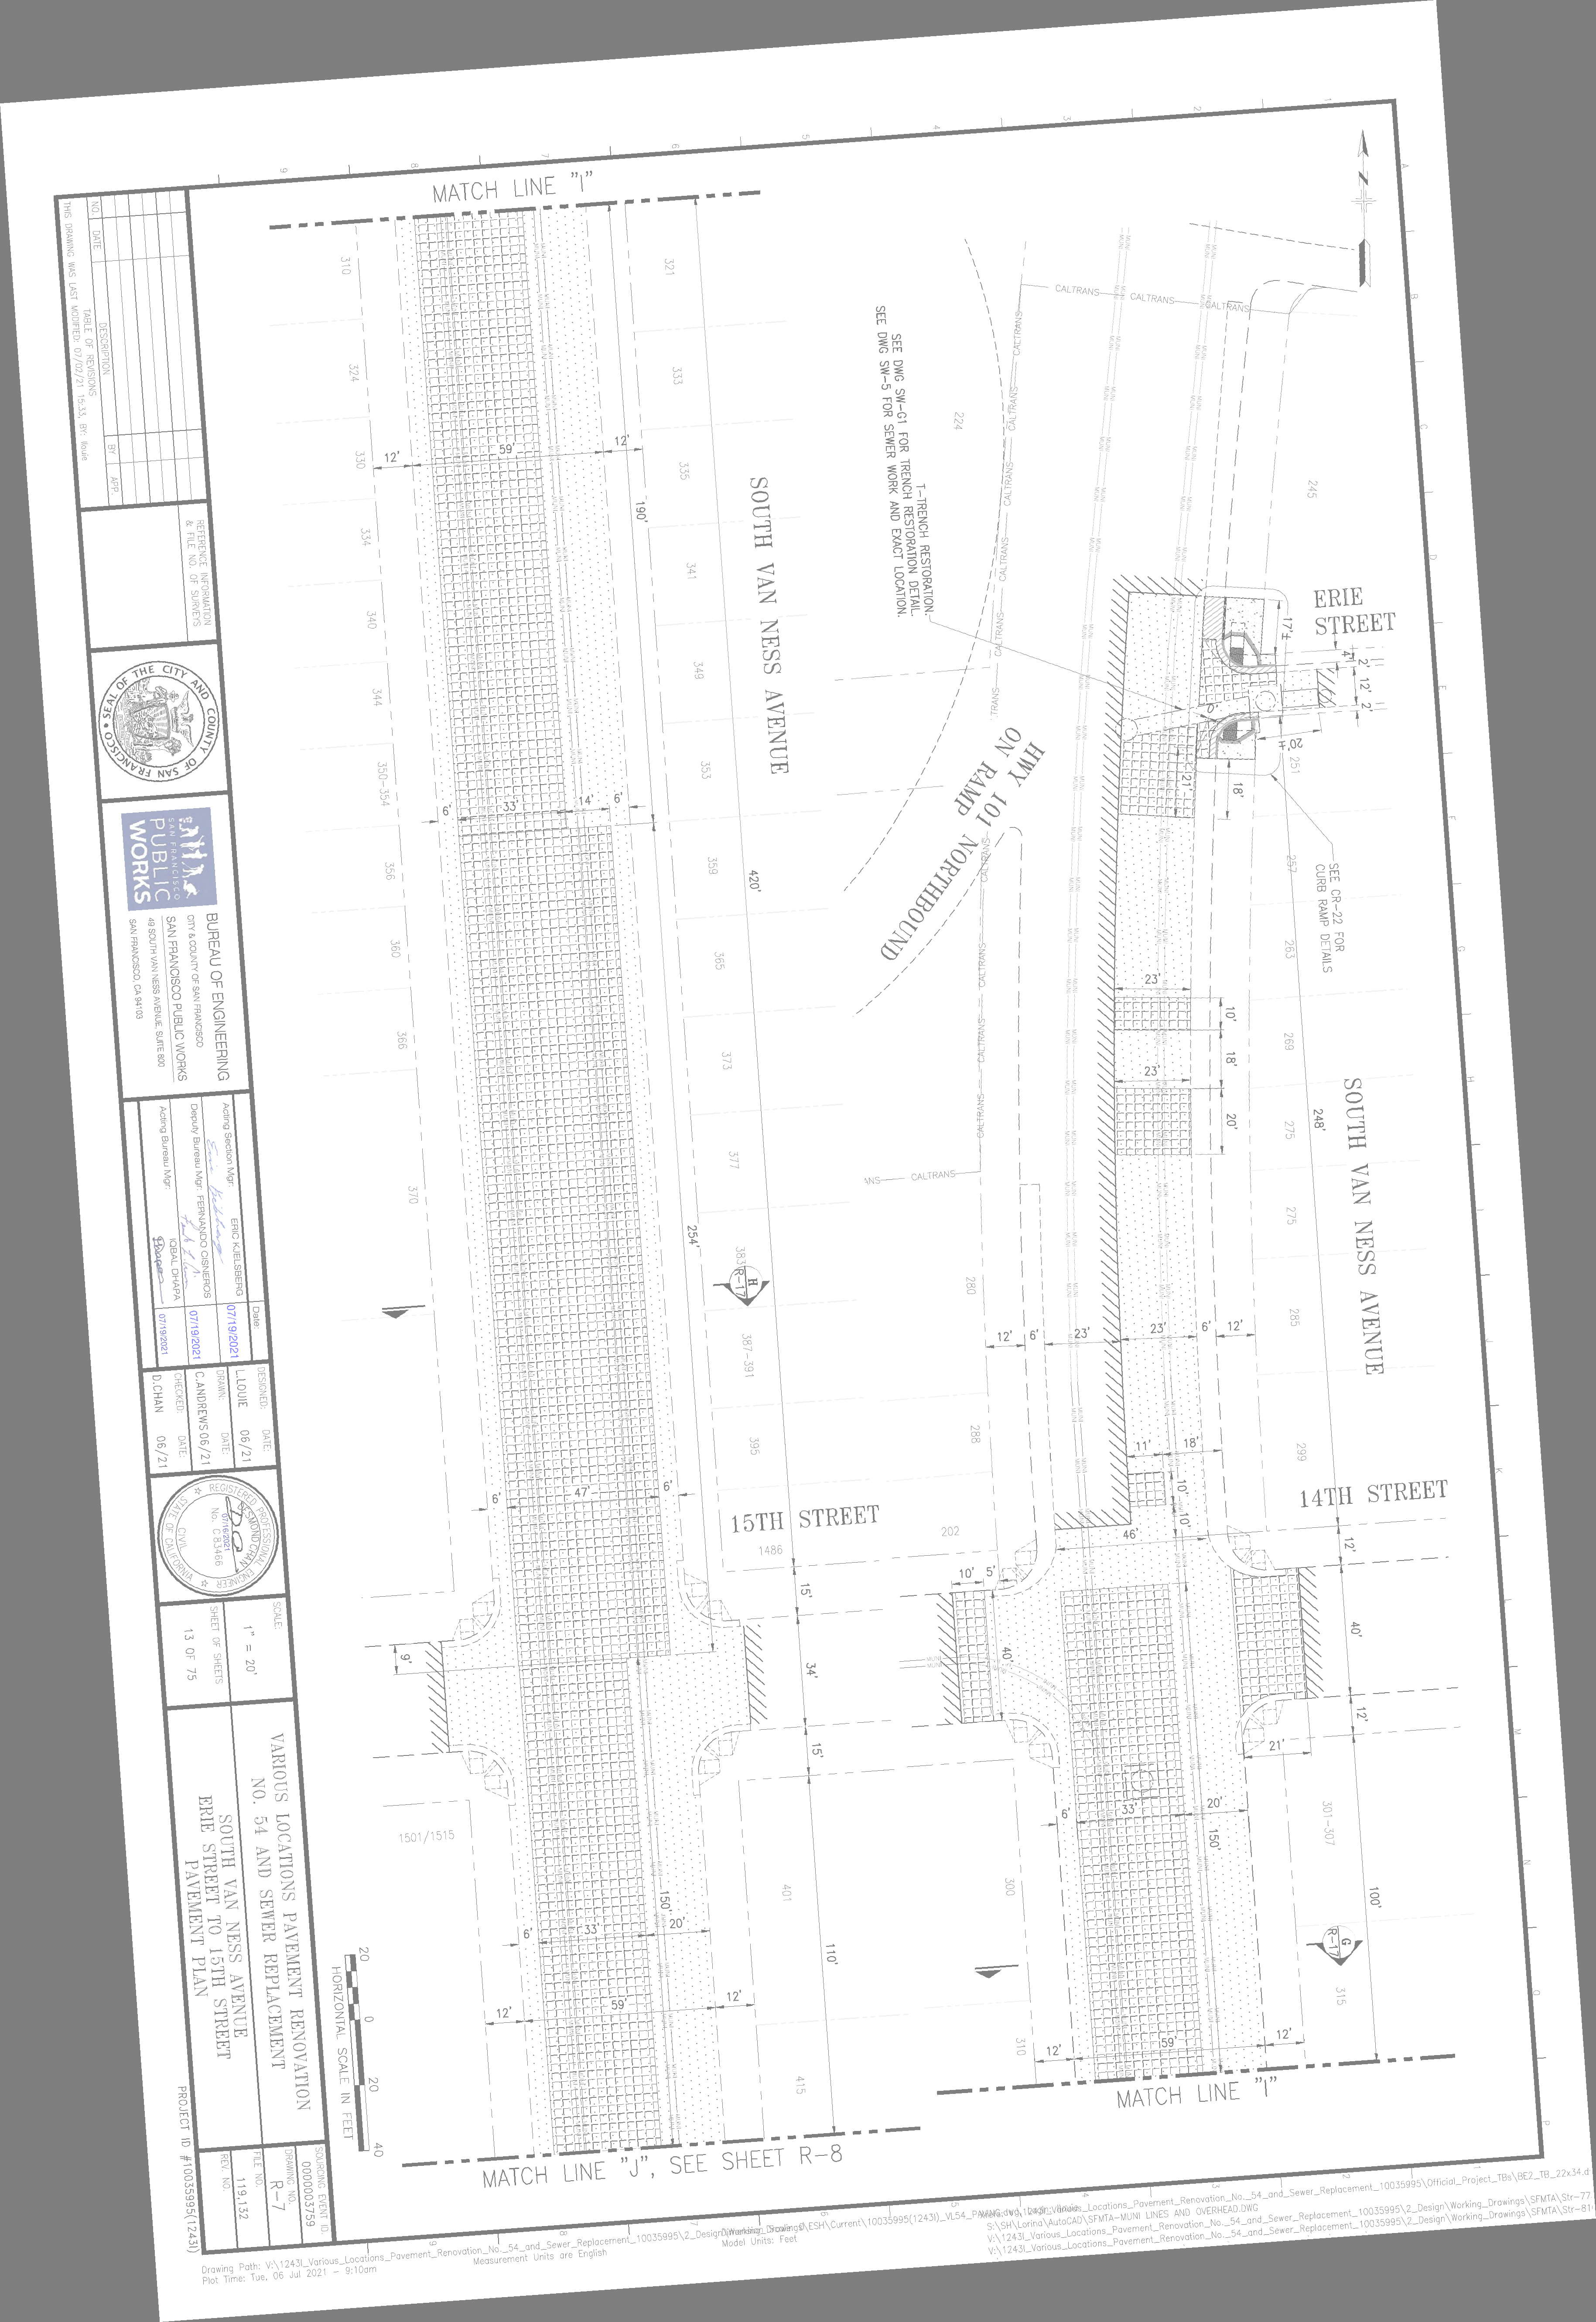 MATCH LINE "I"
SOUTH VAN NESS AVENUE
310
324
330
334
340
344
350-354
356
360
366
370
321
333
335
341
349
353
359
365
373
377
387-391
395
12'
59'
12'
190'
6'
33'
14'
6'
420'
254'
H
R-17
6'
47'
6'
15TH STREET
1486
15'
34'
15'
9'
1501/1515
401
415
6'
33'
20'
150'
110'
12'
59'
12'
MATCH LINE "J", SEE SHEET R-8
N
CALTRANS
MUNI
224
245
ERIE
STREET
T-TRENCH RESTORATION.
SEE DWG SW-G1 FOR TRENCH RESTORATION DETAIL.
SEE DWG SW-5 FOR SEWER WORK AND EXACT LOCATION.
17'±
4'
2'
12'
2'
20'±
251
21'
18'
HWY 101 NORTHBOUND
ON RAMP
SEE CR-22 FOR
CURB RAMP DETAILS
257
263
269
275
275
285
299
23'
10'
18'
23'
20'
248'
SOUTH VAN NESS AVENUE
280
288
12'
6'
23'
23'
6'
12'
11'
18'
10'
10'
14TH STREET
202
46'
12'
10'
5'
40'
40'
12'
21'
6'
33'
20'
150'
100'
301-307
300
G
R-17
315
310
12'
59'
12'
MATCH LINE "I"
NO.
DATE
DESCRIPTION
BY
APP.
TABLE OF REVISIONS
THIS DRAWING WAS LAST MODIFIED: 07/02/21 15:33, BY: lllouie
REFERENCE INFORMATION
& FILE NO. OF SURVEYS
SEAL OF THE CITY AND COUNTY OF SAN FRANCISCO
SAN FRANCISCO
PUBLIC
WORKS
BUREAU OF ENGINEERING
CITY & COUNTY OF SAN FRANCISCO
SAN FRANCISCO PUBLIC WORKS
49 SOUTH VAN NESS AVENUE, SUITE 800
SAN FRANCISCO, CA 94103
Date:
Acting Section Mgr: ERIC KJELSBERG 07/19/2021
Deputy Bureau Mgr: FERNANDO CISNEROS 07/19/2021
Acting Bureau Mgr: IQBAL DHAPA 07/19/2021
DESIGNED: DATE:
L.LOUIE 06/21
DRAWN: DATE:
C.ANDREWS 06/21
CHECKED: DATE:
D.CHAN 06/21
REGISTERED PROFESSIONAL ENGINEER
DESMOND CHAN
07/16/2021
No. C 83466
CIVIL
STATE OF CALIFORNIA
SCALE:
1" = 20'
SHEET OF SHEETS
13 OF 75
VARIOUS LOCATIONS PAVEMENT RENOVATION
NO. 54 AND SEWER REPLACEMENT
SOUTH VAN NESS AVENUE
ERIE STREET TO 15TH STREET
PAVEMENT PLAN
SOURCING EVENT ID.
0000003759
DRAWING NO.
R-7
FILE NO.
119,132
REV. NO.
PROJECT ID #10035995(1243I)
20 0 20 40
HORIZONTAL SCALE IN FEET
Measurement Units are English
Model Units: Feet
Plot Time: Tue, 06 Jul 2021 - 9:10am
S:\SH\Lorina\AutoCAD\SFMTA-MUNI LINES AND OVERHEAD.DWG